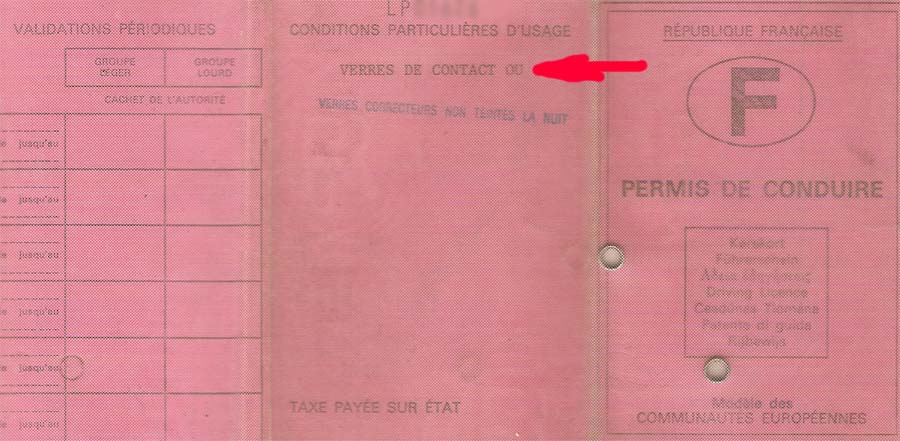 VALIDATIONS PÉRIODIQUES
GROUPE LÉGER
GROUPE LOURD
CACHET DE L'AUTORITÉ
jusqu'au
jusqu'au
jusqu'au
jusqu'au
jusqu'au
jusqu'au
LP
CONDITIONS PARTICULIÈRES D'USAGE
VERRES DE CONTACT OU
VERRES CORRECTEURS NON TEINTES LA NUIT
TAXE PAYÉE SUR ÉTAT
RÉPUBLIQUE FRANÇAISE
F
PERMIS DE CONDUIRE
Kørekort
Führerschein
Άδεια οδηγήσεως
Driving Licence
Ceadúnas Tiomána
Patente di guida
Rijbewijs
Modèle des
COMMUNAUTÉS EUROPÉENNES